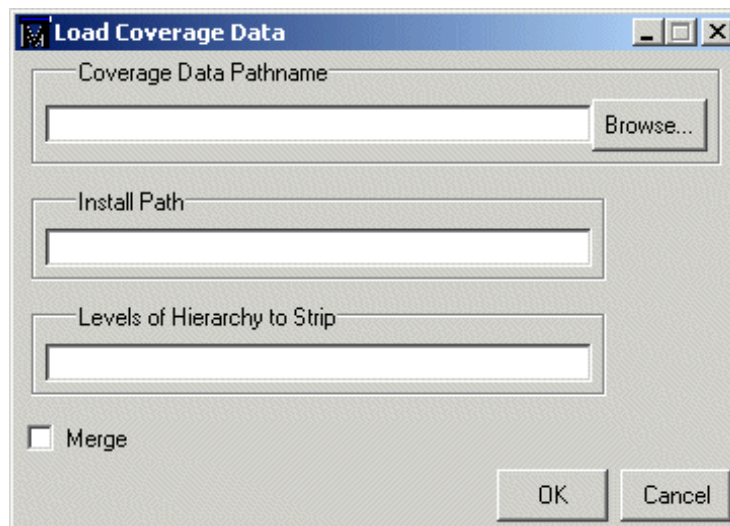 Load Coverage Data
Coverage Data Pathname
Browse...
Install Path
Levels of Hierarchy to Strip
Merge
OK Cancel